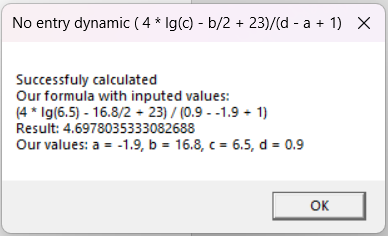 No entry dynamic ( 4 * lg(c) - b/2 + 23)/(d - a + 1)
Successfuly calculated
Our formula with inputed values:
(4 * lg(6.5) - 16.8/2 + 23) / (0.9 - -1.9 + 1)
Result: 4.6978035333082688
Our values: a = -1.9, b = 16.8, c = 6.5, d = 0.9
OK